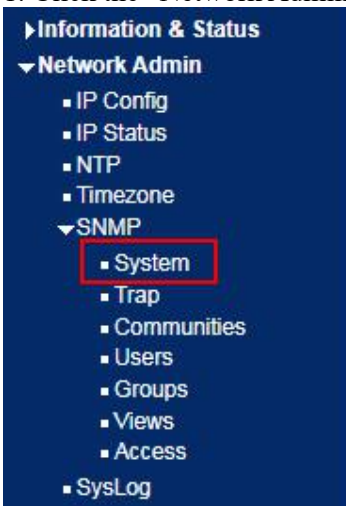 Information & Status
Network Admin
IP Config
IP Status
NTP
Timezone
SNMP
System
Trap
Communities
Users
Groups
Views
Access
SysLog